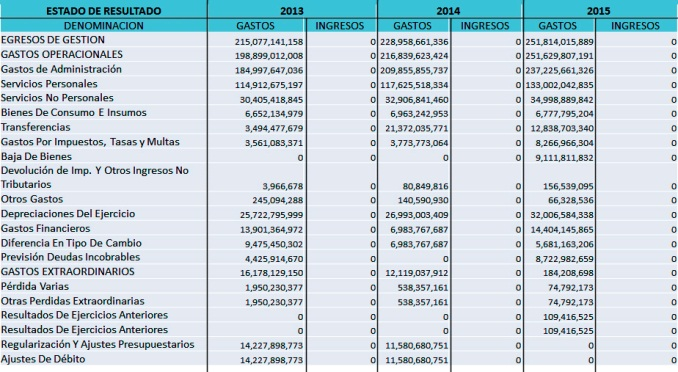 ESTADO DE RESULTADO 2013 2014 2015
DENOMINACION GASTOS INGRESOS GASTOS INGRESOS GASTOS INGRESOS
EGRESOS DE GESTION 215,077,141,158 0 228,958,661,336 0 251,814,015,889 0
GASTOS OPERACIONALES 198,899,012,008 0 216,839,623,424 0 251,629,807,191 0
Gastos de Administración 184,997,647,036 0 209,855,855,737 0 237,225,661,326 0
Servicios Personales 114,912,675,197 0 117,625,518,334 0 133,002,042,835 0
Servicios No Personales 30,405,418,845 0 32,906,841,460 0 34,998,889,842 0
Bienes De Consumo E Insumos 6,652,134,979 0 6,963,242,953 0 6,777,795,204 0
Transferencias 3,494,477,679 0 21,372,035,771 0 12,838,703,340 0
Gastos Por Impuestos, Tasas y Multas 3,561,083,371 0 3,773,773,064 0 8,266,966,304 0
Baja De Bienes 0 0 0 0 9,111,811,832 0
Devolución de Imp. Y Otros Ingresos No
Tributarios 3,966,678 0 80,849,816 0 156,539,095 0
Otros Gastos 245,094,288 0 140,590,930 0 66,328,536 0
Depreciaciones Del Ejercicio 25,722,795,999 0 26,993,003,409 0 32,006,584,338 0
Gastos Financieros 13,901,364,972 0 6,983,767,687 0 14,404,145,865 0
Diferencia En Tipo De Cambio 9,475,450,302 0 6,983,767,687 0 5,681,163,206 0
Previsión Deudas Incobrables 4,425,914,670 0 0 0 8,722,982,659 0
GASTOS EXTRAORDINARIOS 16,178,129,150 0 12,119,037,912 0 184,208,698 0
Pérdida Varias 1,950,230,377 0 538,357,161 0 74,792,173 0
Otras Perdidas Extraordinarias 1,950,230,377 0 538,357,161 0 74,792,173 0
Resultados De Ejercicios Anteriores 0 0 0 0 109,416,525 0
Resultados De Ejercicios Anteriores 0 0 0 0 109,416,525 0
Regularización Y Ajustes Presupuestarios 14,227,898,773 0 11,580,680,751 0 0 0
Ajustes De Débito 14,227,898,773 0 11,580,680,751 0 0 0